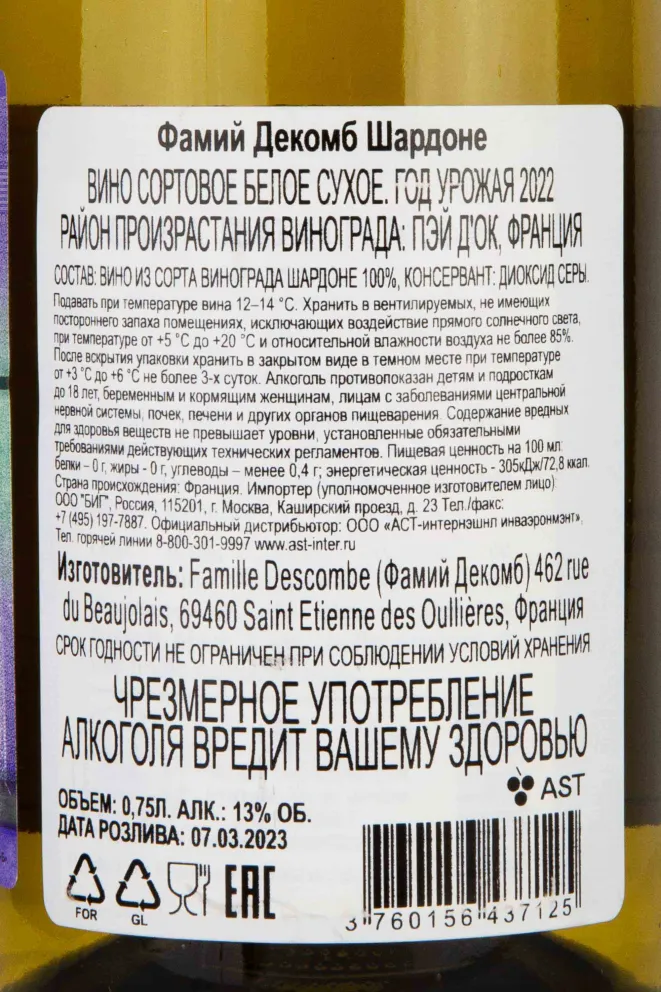 Фамий Декомб Шардоне
ВИНО СОРТОВОЕ БЕЛОЕ СУХОЕ. ГОД УРОЖАЯ 2022
РАЙОН ПРОИЗРАСТАНИЯ ВИНОГРАДА: ПЭЙ Д'ОК, ФРАНЦИЯ
СОСТАВ: ВИНО ИЗ СОРТА ВИНОГРАДА ШАРДОНЕ 100%, КОНСЕРВАНТ: ДИОКСИД СЕРЫ.
Подавать при температуре вина 12–14 °С. Хранить в вентилируемых, не имеющих
постороннего запаха помещениях, исключающих воздействие прямого солнечного света,
при температуре от +5 °С до +20 °С и относительной влажности воздуха не более 85%.
После вскрытия упаковки хранить в закрытом виде в темном месте при температуре
от +3 °С до +6 °С не более 3-х суток. Алкоголь противопоказан детям и подросткам
до 18 лет, беременным и кормящим женщинам, лицам с заболеваниями центральной
нервной системы, почек, печени и других органов пищеварения. Содержание вредных
для здоровья веществ не превышает уровни, установленные обязательными
требованиями действующих технических регламентов. Пищевая ценность на 100 мл:
белки – 0 г, жиры - 0 г, углеводы – менее 0,4 г; энергетическая ценность - 305кДж/72,8 ккал.
Страна происхождения: Франция. Импортер (уполномоченное изготовителем лицо):
ООО "БИГ", Россия, 115201, г. Москва, Каширский проезд, д. 23 Тел./факс:
+7 (495) 197-7887. Официальный дистрибьютор: ООО «АСТ-интернэшнл инваэронмэнт»,
Тел. горячей линии 8-800-301-9997 www.ast-inter.ru
Изготовитель: Famille Descombe (Фамий Декомб) 462 rue
du Beaujolais, 69460 Saint Etienne des Oullières, Франция
СРОК ГОДНОСТИ НЕ ОГРАНИЧЕН ПРИ СОБЛЮДЕНИИ УСЛОВИЙ ХРАНЕНИЯ
ЧРЕЗМЕРНОЕ УПОТРЕБЛЕНИЕ
АЛКОГОЛЯ ВРЕДИТ ВАШЕМУ ЗДОРОВЬЮ
AST
ОБЪЕМ: 0,75Л. АЛК.: 13% ОБ.
ДАТА РОЗЛИВА: 07.03.2023
FOR
GL
EAC
3 760156 437125